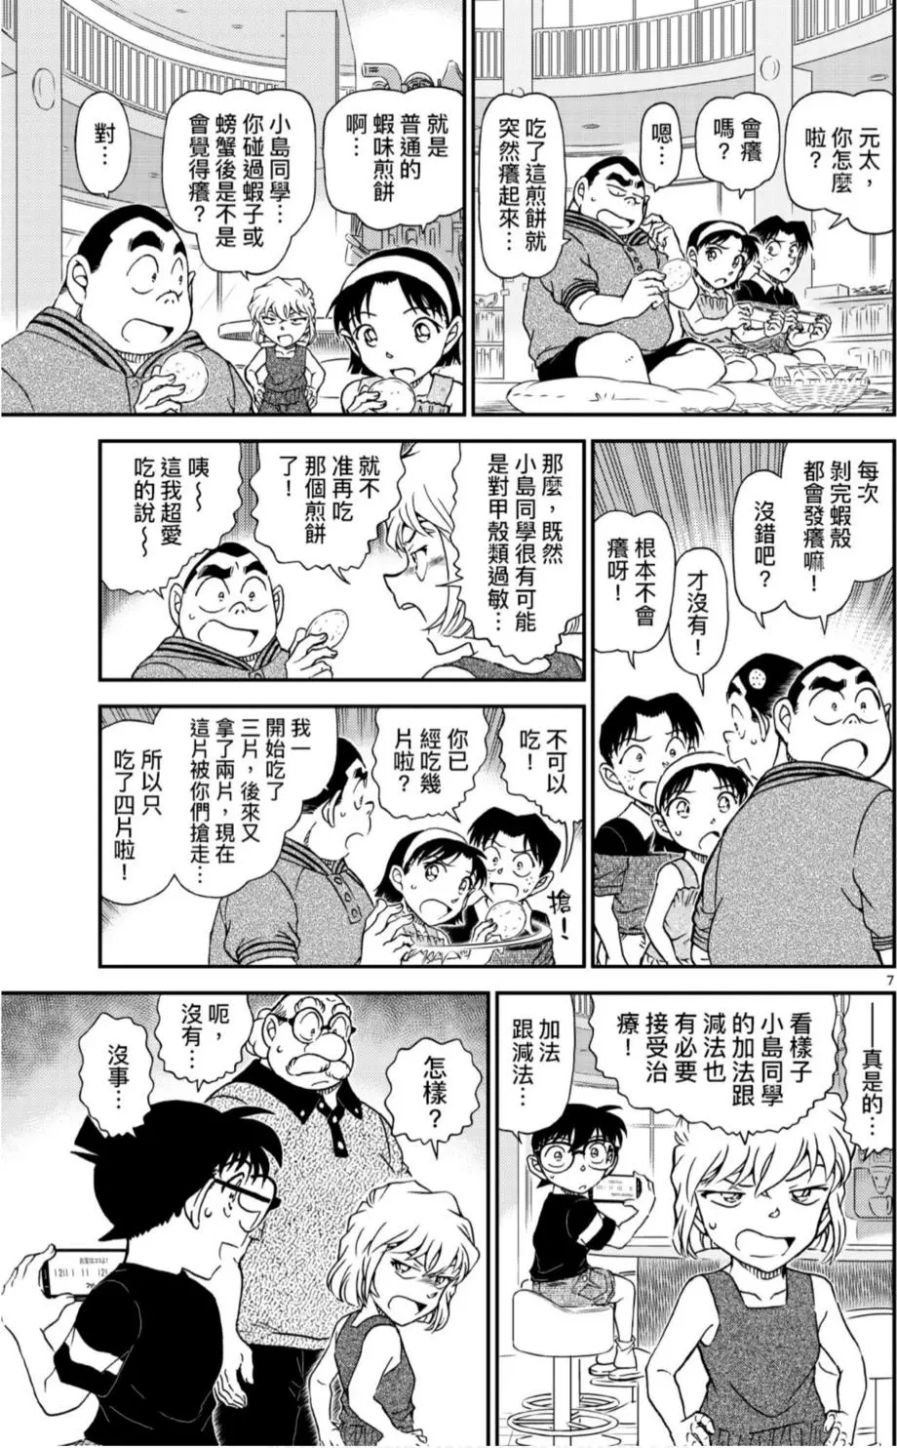 元太，
你怎麼
啦？
會癢
嗎？
嗯…
吃了這煎餅就
突然癢起來…
就是
普通的
蝦味煎餅
啊…
小島同學…
你碰過蝦子或
螃蟹後是不是
會覺得癢？
對…
每次
剝完蝦殼
都會發癢嘛！
沒錯吧？
才沒有！
根本不會
癢呀！
那麼，既然
小島同學很有可能
是對甲殼類過敏…
就不
准再吃
那個煎餅
了！
咦～
這我超愛
吃的說～
不可以
吃！
搶！
你已
經吃幾
片啦？
我一
開始吃了
三片，後來又
拿了兩片，現在
這片被你們搶走…
所以只
吃了四片啦！
7
——真是的…
看樣子
小島同學
的加法跟
減法也
有必要
接受治
療！
加法
跟減法…
怎樣？
呃，
沒有…
沒事…